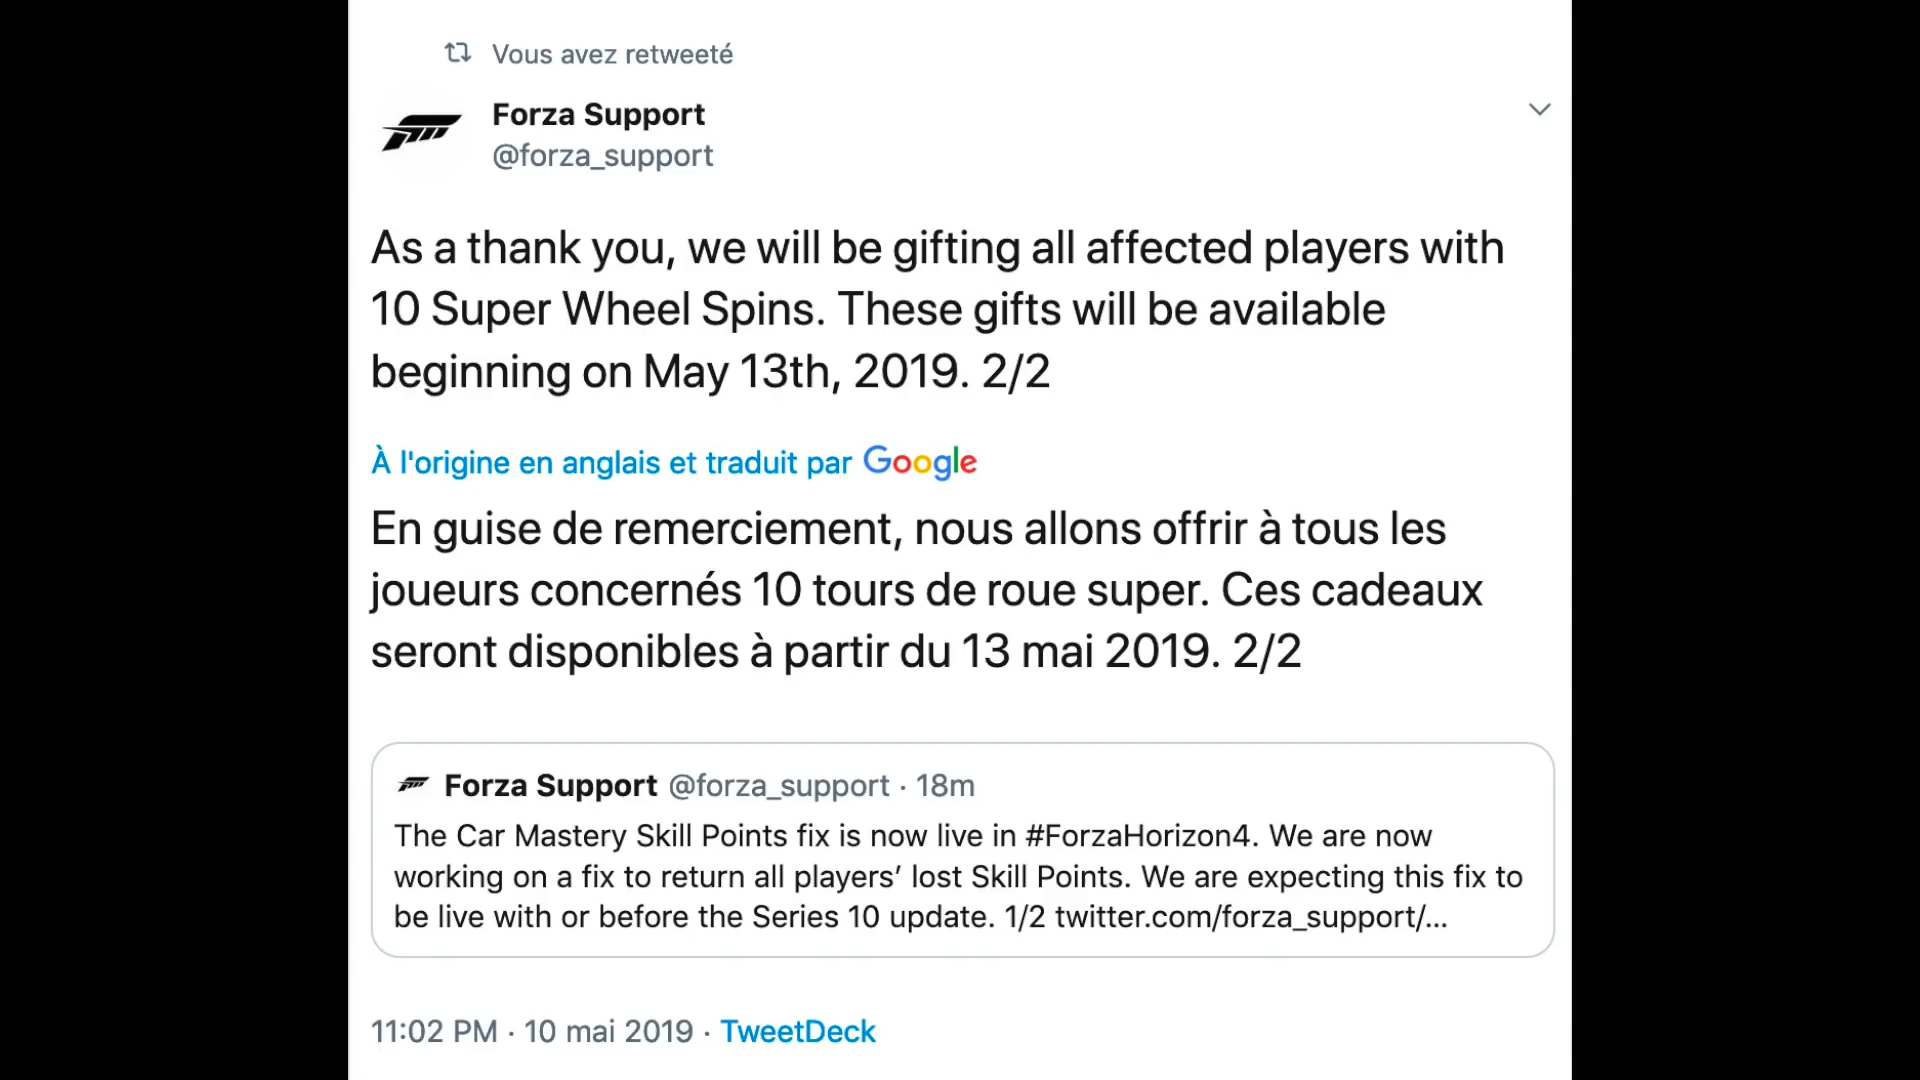 Vous avez retweeté
Forza Support
@forza_support
As a thank you, we will be gifting all affected players with
10 Super Wheel Spins. These gifts will be available
beginning on May 13th, 2019. 2/2
À l'origine en anglais et traduit par Google
En guise de remerciement, nous allons offrir à tous les
joueurs concernés 10 tours de roue super. Ces cadeaux
seront disponibles à partir du 13 mai 2019. 2/2
Forza Support @forza_support · 18m
The Car Mastery Skill Points fix is now live in #ForzaHorizon4. We are now
working on a fix to return all players’ lost Skill Points. We are expecting this fix to
be live with or before the Series 10 update. 1/2 twitter.com/forza_support/...
11:02 PM · 10 mai 2019 · TweetDeck